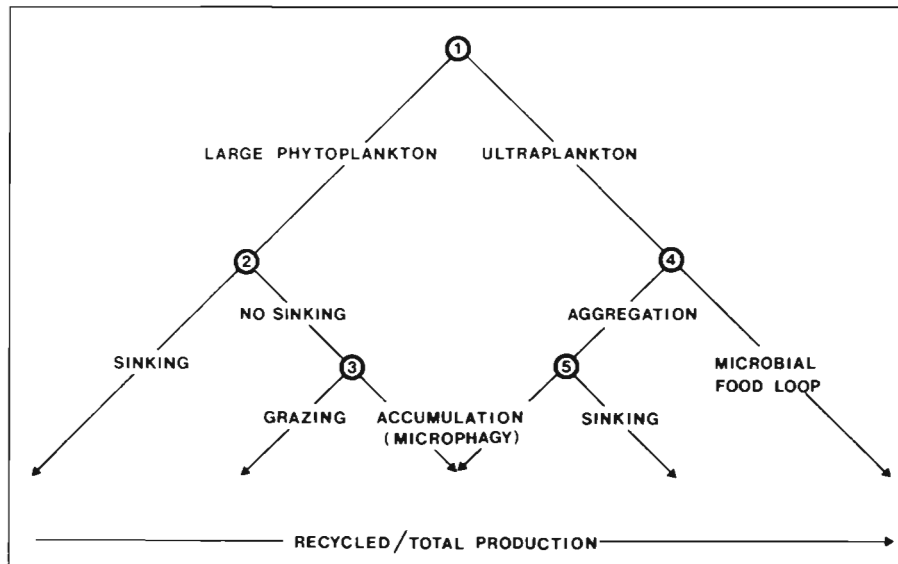 1
LARGE PHYTOPLANKTON
ULTRAPLANKTON
2
4
NO SINKING
AGGREGATION
SINKING
3
5
MICROBIAL
FOOD LOOP
GRAZING
ACCUMULATION
(MICROPHAGY)
SINKING
RECYCLED/TOTAL PRODUCTION